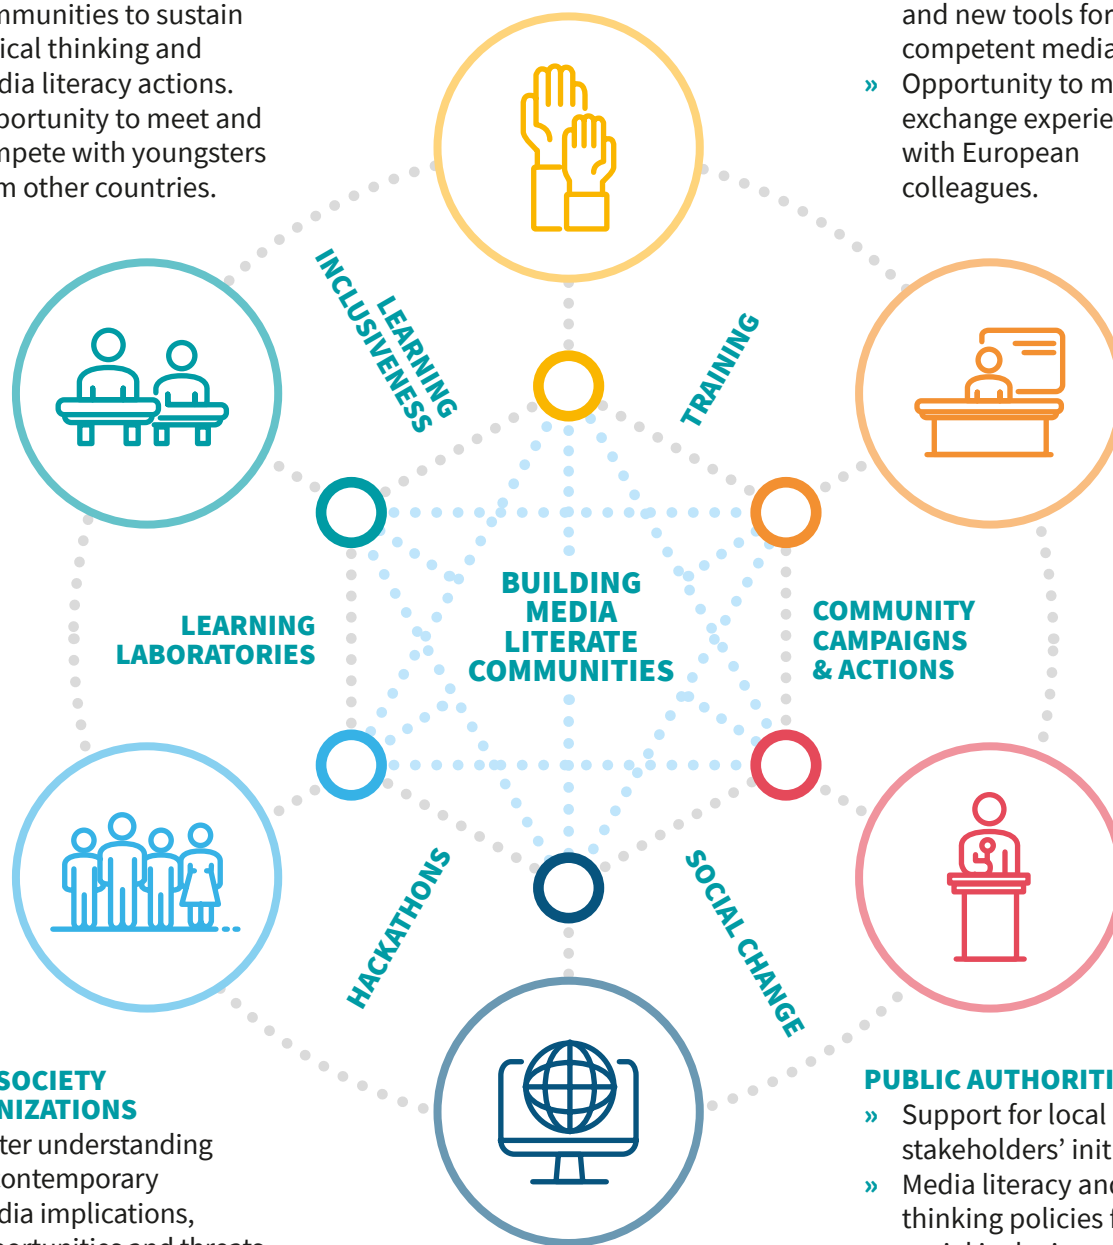 mmunities to sustain
ical thinking and
dia literacy actions.
portunity to meet and
mpete with youngsters
m other countries.
and new tools for
competent media
» Opportunity to m
exchange experie
with European
colleagues.
LEARNING
INCLUSIVENESS
TRAINING
BUILDING
MEDIA
LITERATE
COMMUNITIES
LEARNING
LABORATORIES
COMMUNITY
CAMPAIGNS
& ACTIONS
HACKATHONS
SOCIAL CHANGE
SOCIETY
NIZATIONS
ter understanding
contemporary
dia implications,
PUBLIC AUTHORITI
» Support for local
stakeholders’ init
» Media literacy and
thinking policies f